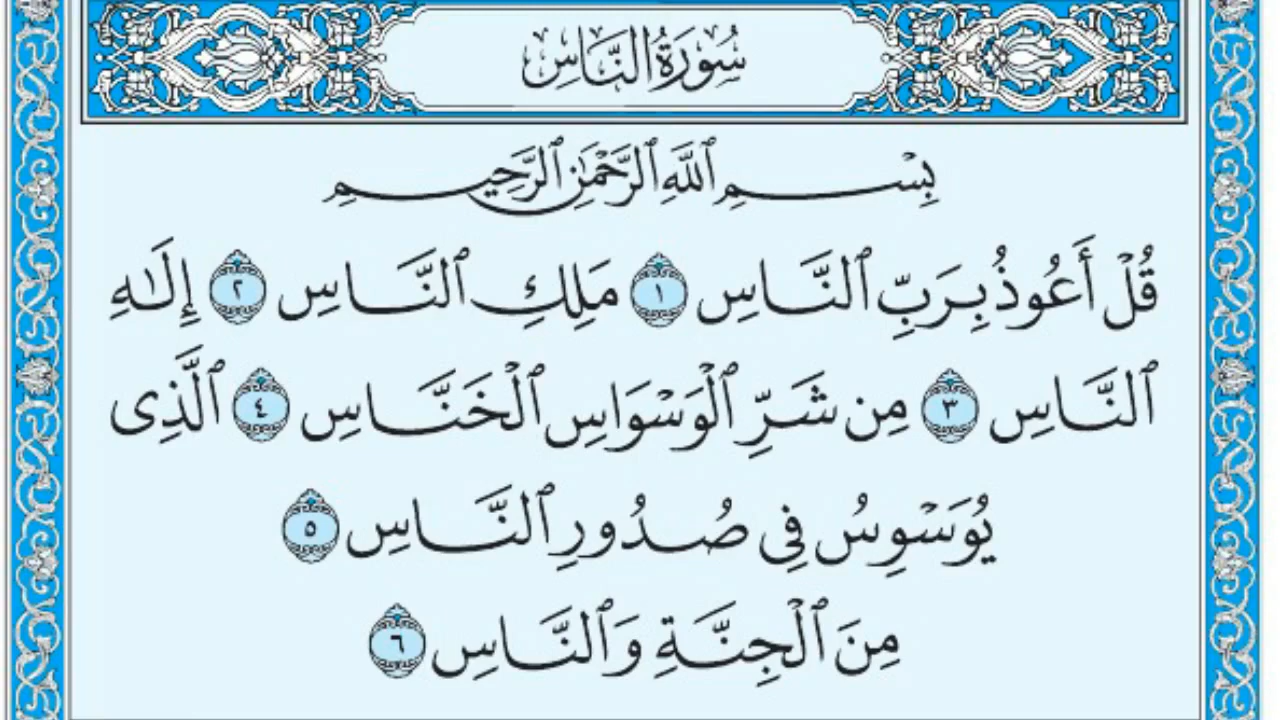 سُورَةُ النَّاسِ
بِسْمِ ٱللَّهِ ٱلرَّحْمَٰنِ ٱلرَّحِيمِ
قُلْ أَعُوذُ بِرَبِّ ٱلنَّاسِ ١ مَلِكِ ٱلنَّاسِ ٢ إِلَٰهِ
ٱلنَّاسِ ٣ مِن شَرِّ ٱلْوَسْوَاسِ ٱلْخَنَّاسِ ٤ ٱلَّذِى
يُوَسْوِسُ فِى صُدُورِ ٱلنَّاسِ ٥
مِنَ ٱلْجِنَّةِ وَٱلنَّاسِ ٦